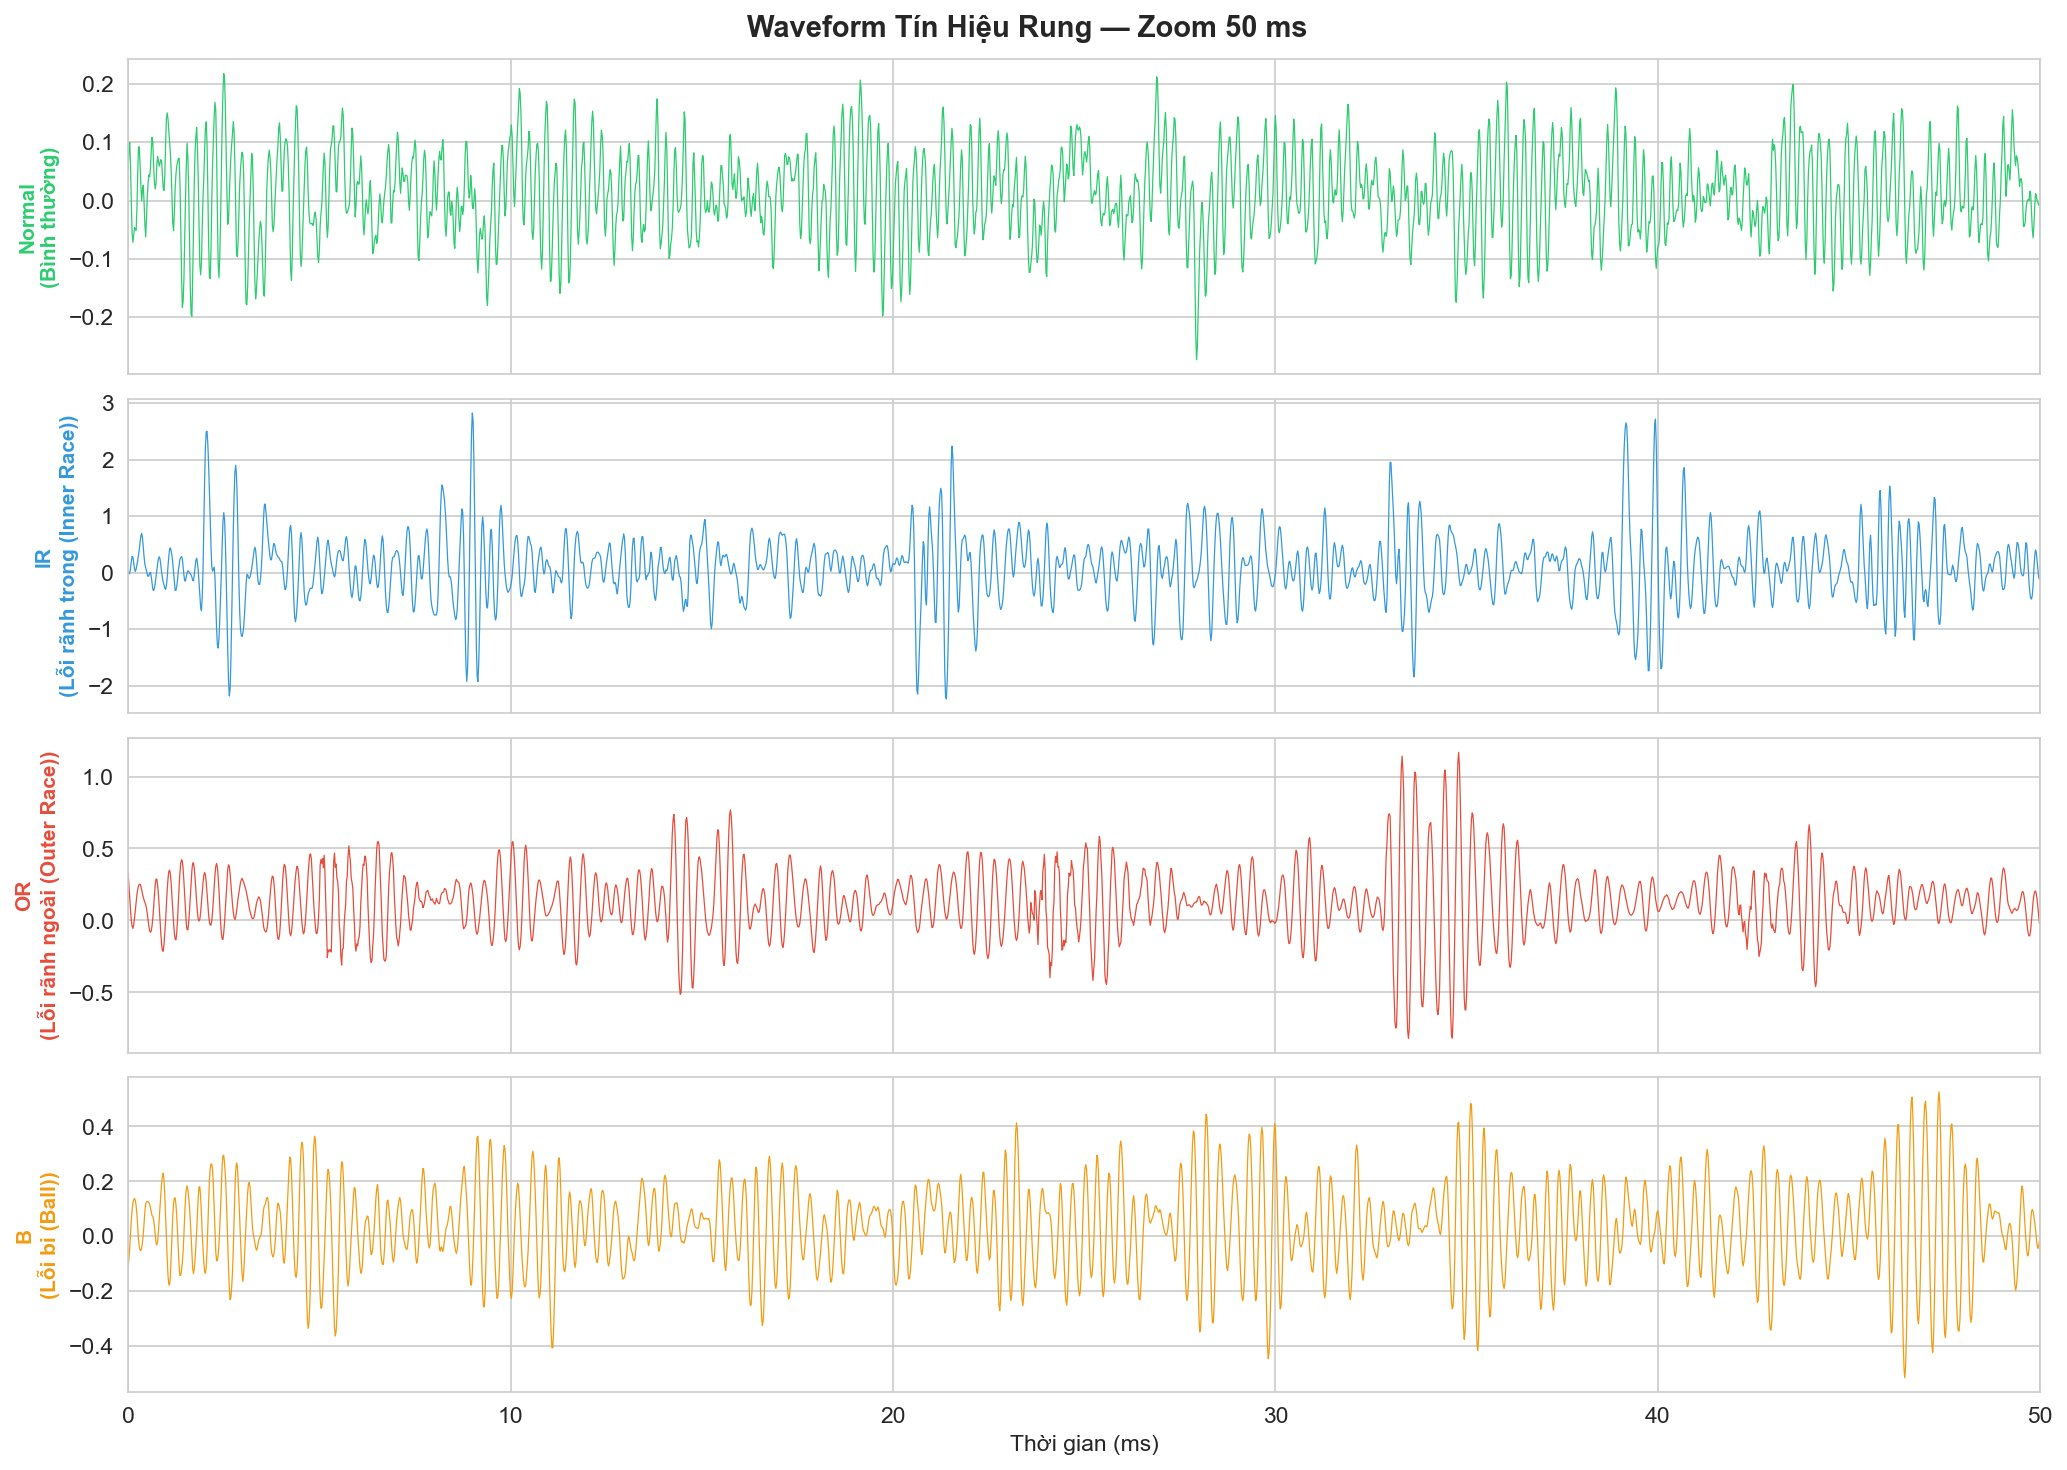 Waveform Tín Hiệu Rung — Zoom 50 ms
Normal
(Bình thường)
0.2
0.1
0.0
−0.1
−0.2
IR
(Lỗi rãnh trong (Inner Race))
3
2
1
0
−1
−2
OR
(Lỗi rãnh ngoài (Outer Race))
1.0
0.5
0.0
−0.5
B
(Lỗi bi (Ball))
0.4
0.2
0.0
−0.2
−0.4
0 10 20 30 40 50
Thời gian (ms)